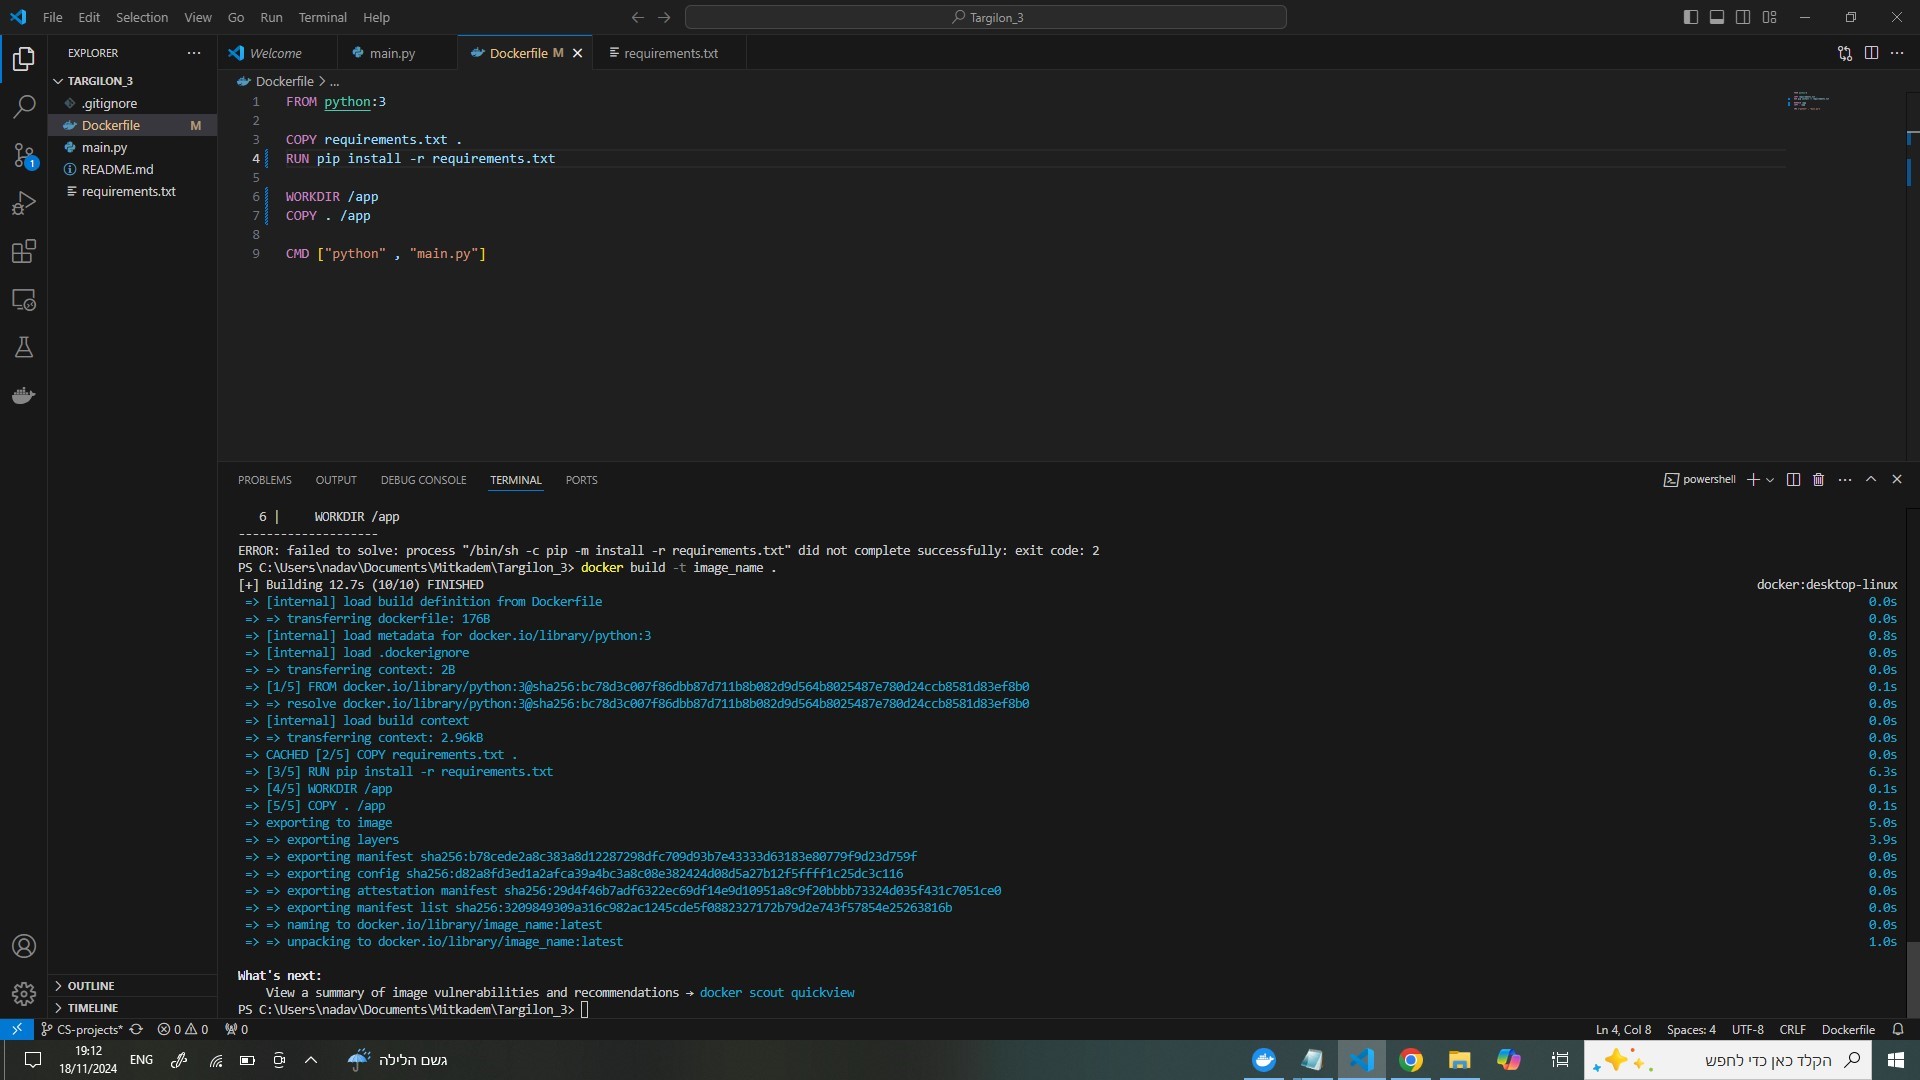 File Edit Selection View Go Run Terminal Help
Targilon_3
EXPLORER
TARGILON_3
.gitignore
Dockerfile M
main.py
README.md
requirements.txt
OUTLINE
TIMELINE
Welcome main.py Dockerfile M requirements.txt
Dockerfile > ...
1 FROM python:3
2
3 COPY requirements.txt .
4 RUN pip install -r requirements.txt
5
6 WORKDIR /app
7 COPY . /app
8
9 CMD ["python" , "main.py"]
PROBLEMS OUTPUT DEBUG CONSOLE TERMINAL PORTS
powershell
6 | WORKDIR /app
--------------------
ERROR: failed to solve: process "/bin/sh -c pip -m install -r requirements.txt" did not complete successfully: exit code: 2
PS C:\Users\nadav\Documents\Mitkadem\Targilon_3> docker build -t image_name .
[+] Building 12.7s (10/10) FINISHED docker:desktop-linux
=> [internal] load build definition from Dockerfile 0.0s
=> => transferring dockerfile: 176B 0.0s
=> [internal] load metadata for docker.io/library/python:3 0.8s
=> [internal] load .dockerignore 0.0s
=> => transferring context: 2B 0.0s
=> [1/5] FROM docker.io/library/python:3@sha256:bc78d3c007f86dbb87d711b8b082d9d564b8025487e780d24ccb8581d83ef8b0 0.1s
=> => resolve docker.io/library/python:3@sha256:bc78d3c007f86dbb87d711b8b082d9d564b8025487e780d24ccb8581d83ef8b0 0.0s
=> [internal] load build context 0.0s
=> => transferring context: 2.96kB 0.0s
=> CACHED [2/5] COPY requirements.txt . 0.0s
=> [3/5] RUN pip install -r requirements.txt 6.3s
=> [4/5] WORKDIR /app 0.1s
=> [5/5] COPY . /app 0.1s
=> exporting to image 5.0s
=> => exporting layers 3.9s
=> => exporting manifest sha256:b78cede2a8c383a8d12287298dfc709d93b7e43333d63183e80779f9d23d759f 0.0s
=> => exporting config sha256:d82a8fd3ed1a2afca39a4bc3a8c08e382424d08d5a27b12f5ffff1c25dc3c116 0.0s
=> => exporting attestation manifest sha256:29d4f46b7adf6322ec69df14e9d10951a8c9f20bbbb73324d035f431c7051ce0 0.0s
=> => exporting manifest list sha256:3209849309a316c982ac1245cde5f0882327172b79d2e743f57854e25263816b 0.0s
=> => naming to docker.io/library/image_name:latest 0.0s
=> => unpacking to docker.io/library/image_name:latest 1.0s
What's next:
View a summary of image vulnerabilities and recommendations → docker scout quickview
PS C:\Users\nadav\Documents\Mitkadem\Targilon_3>
1
CS-projects* 0 0 0 Ln 4, Col 8 Spaces: 4 UTF-8 CRLF Dockerfile
19:12
18/11/2024
ENG
גשם הלילה
הקלד כאן כדי לחפש